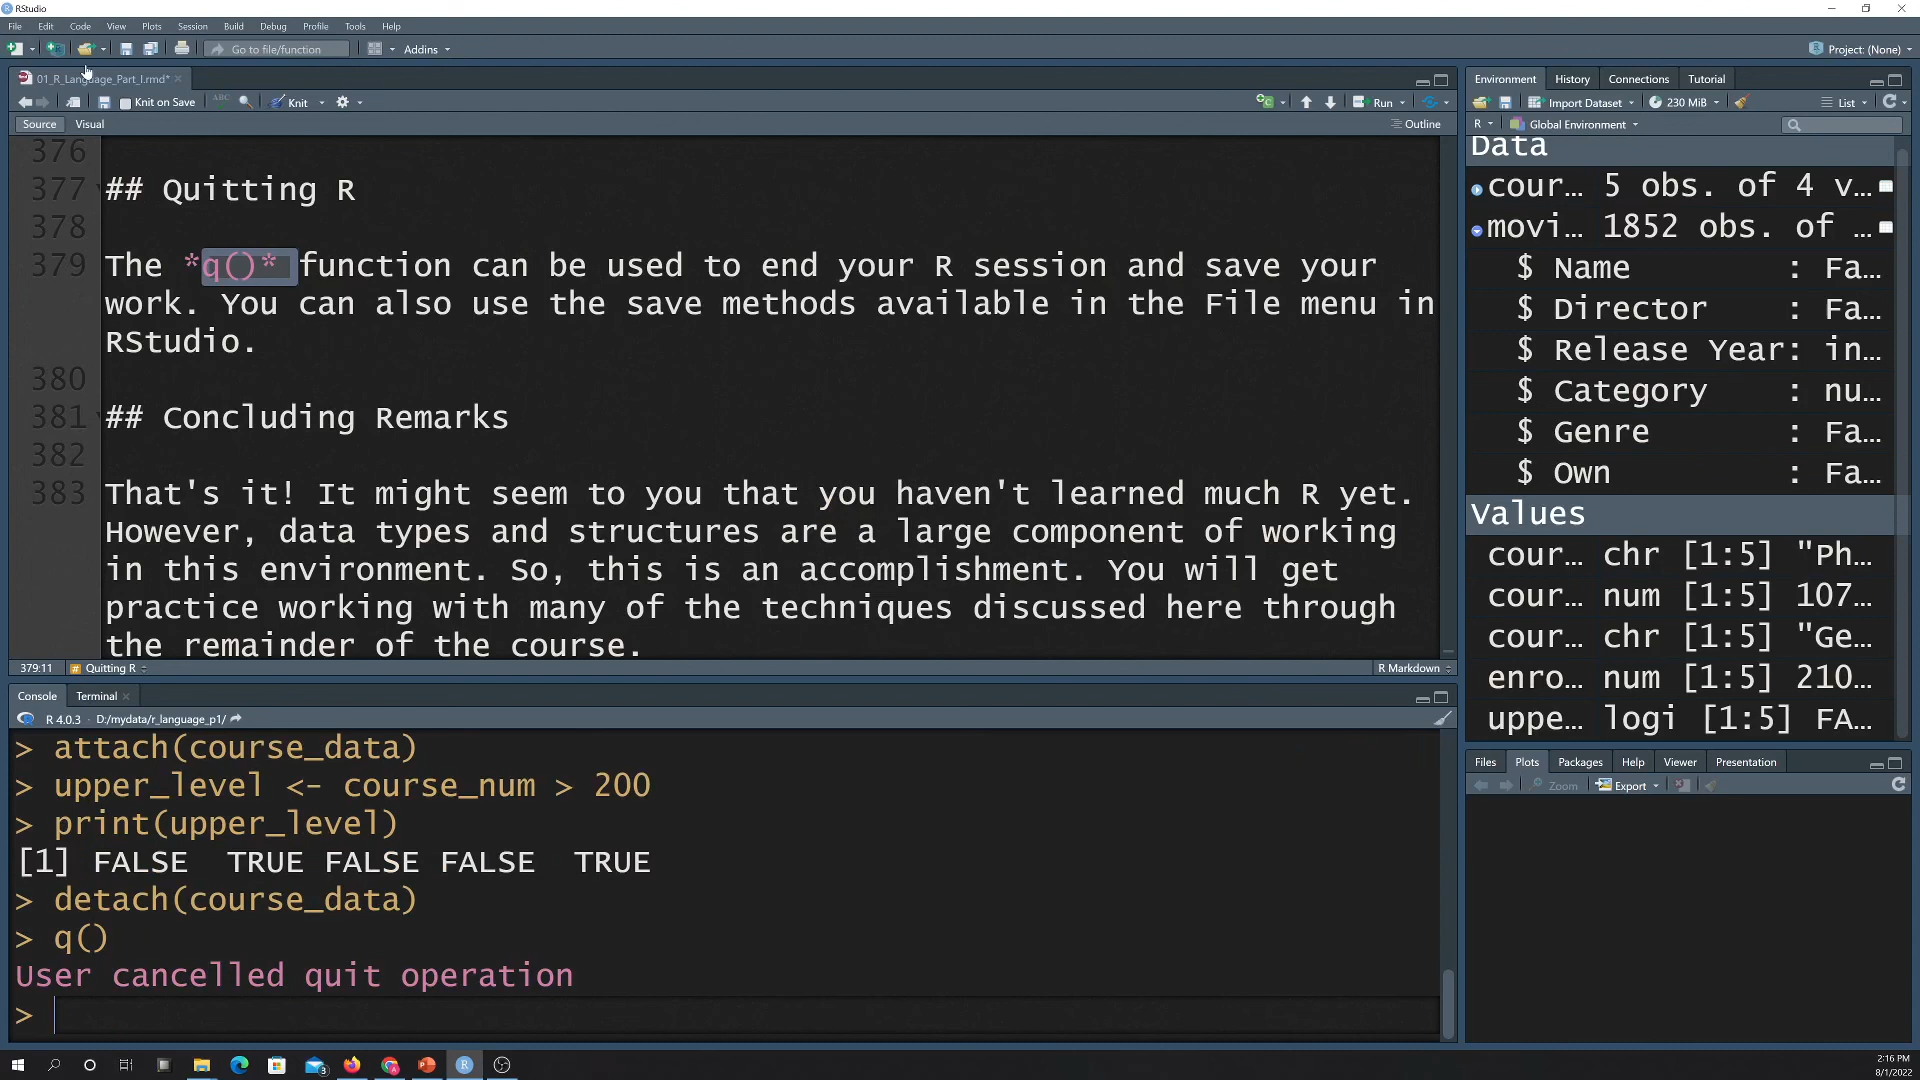 RStudio
File Edit Code View Plots Session Build Debug Profile Tools Help
Go to file/function Addins Project: (None)
01_R_Language_Part_I.rmd*
Knit on Save ABC Knit Run
Source Visual Outline
376
377 ## Quitting R
378
379 The *q()* function can be used to end your R session and save your
work. You can also use the save methods available in the File menu in
RStudio.
380
381 ## Concluding Remarks
382
383 That's it! It might seem to you that you haven't learned much R yet.
However, data types and structures are a large component of working
in this environment. So, this is an accomplishment. You will get
practice working with many of the techniques discussed here through
the remainder of the course.
379:11 # Quitting R R Markdown
Console Terminal
R 4.0.3 · D:/mydata/r_language_p1/
> attach(course_data)
> upper_level <- course_num > 200
> print(upper_level)
[1] FALSE TRUE FALSE FALSE TRUE
> detach(course_data)
> q()
User cancelled quit operation
>
Environment History Connections Tutorial
Import Dataset 230 MiB List
R Global Environment
Data
cour… 5 obs. of 4 v…
movi… 1852 obs. of …
$ Name : Fa…
$ Director : Fa…
$ Release Year: in…
$ Category : nu…
$ Genre : Fa…
$ Own : Fa…
Values
cour… chr [1:5] "Ph…
cour… num [1:5] 107…
cour… chr [1:5] "Ge…
enro… num [1:5] 210…
uppe… logi [1:5] FA…
Files Plots Packages Help Viewer Presentation
Zoom Export
2:16 PM
8/1/2022